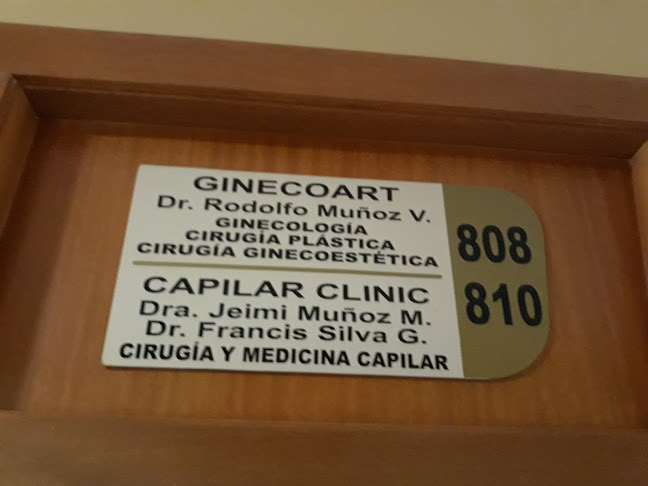 GINECOART
Dr. Rodolfo Muñoz V.
GINECOLOGÍA
CIRUGÍA PLÁSTICA
CIRUGÍA GINECOESTÉTICA
808
CAPILAR CLINIC
Dra. Jeimi Muñoz M.
Dr. Francis Silva G.
CIRUGÍA Y MEDICINA CAPILAR
810